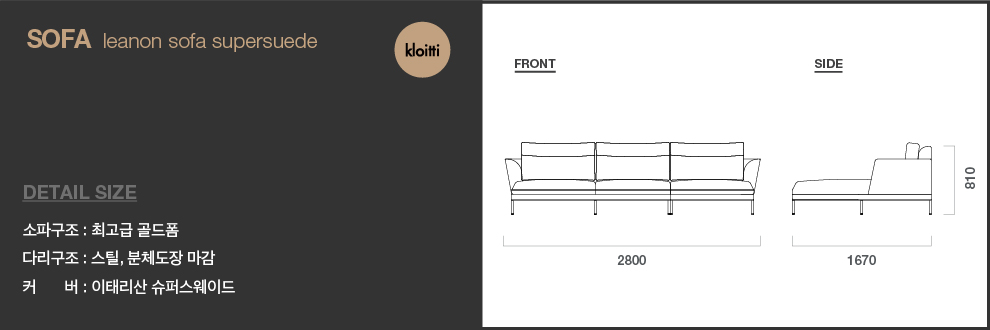 SOFA leanon sofa supersuede
kloitti
DETAIL SIZE
소파구조 : 최고급 골드폼
다리구조 : 스틸, 분체도장 마감
커 버 : 이태리산 슈퍼스웨이드
FRONT
SIDE
810
2800
1670